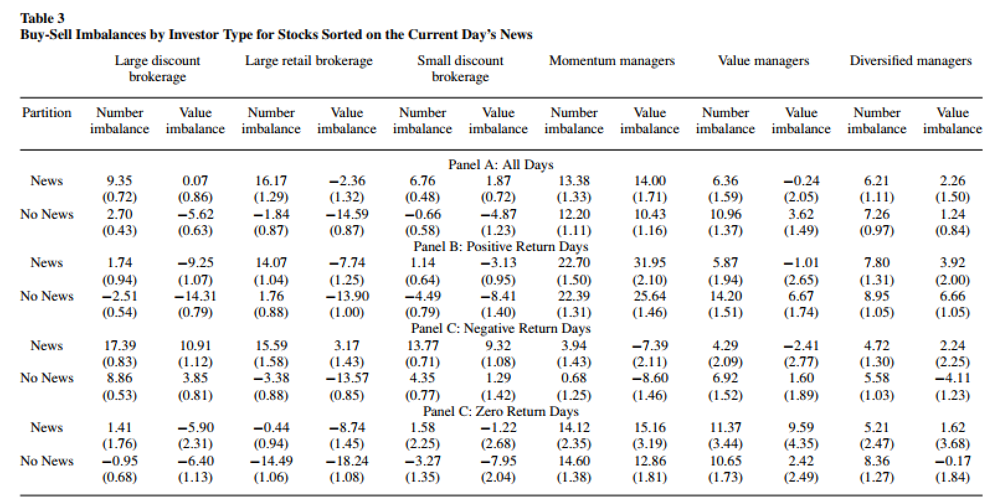 Table 3
Buy-Sell Imbalances by Investor Type for Stocks Sorted on the Current Day's News
Large discount brokerage Large retail brokerage Small discount brokerage Momentum managers Value managers Diversified managers
Partition Number imbalance Value imbalance Number imbalance Value imbalance Number imbalance Value imbalance Number imbalance Value imbalance Number imbalance Value imbalance Number imbalance Value imbalance
Panel A: All Days
News 9.35 0.07 16.17 −2.36 6.76 1.87 13.38 14.00 6.36 −0.24 6.21 2.26
(0.72) (0.86) (1.29) (1.32) (0.48) (0.72) (1.33) (1.71) (1.59) (2.05) (1.11) (1.50)
No News 2.70 −5.62 −1.84 −14.59 −0.66 −4.87 12.20 10.43 10.96 3.62 7.26 1.24
(0.43) (0.63) (0.87) (0.87) (0.58) (1.23) (1.11) (1.16) (1.37) (1.49) (0.97) (0.84)
Panel B: Positive Return Days
News 1.74 −9.25 14.07 −7.74 1.14 −3.13 22.70 31.95 5.87 −1.01 7.80 3.92
(0.94) (1.07) (1.04) (1.25) (0.64) (0.95) (1.50) (2.10) (1.94) (2.65) (1.31) (2.00)
No News −2.51 −14.31 1.76 −13.90 −4.49 −8.41 22.39 25.64 14.20 6.67 8.95 6.66
(0.54) (0.79) (0.88) (1.00) (0.79) (1.40) (1.31) (1.46) (1.51) (1.74) (1.05) (1.05)
Panel C: Negative Return Days
News 17.39 10.91 15.59 3.17 13.77 9.32 3.94 −7.39 4.29 −2.41 4.72 2.24
(0.83) (1.12) (1.58) (1.43) (0.71) (1.08) (1.43) (2.11) (2.09) (2.77) (1.30) (2.25)
No News 8.86 3.85 −3.38 −13.57 4.35 1.29 0.68 −8.60 6.92 1.60 5.58 −4.11
(0.53) (0.81) (0.88) (0.85) (0.77) (1.42) (1.25) (1.46) (1.52) (1.89) (1.03) (1.23)
Panel C: Zero Return Days
News 1.41 −5.90 −0.44 −8.74 1.58 −1.22 14.12 15.16 11.37 9.59 5.21 1.62
(1.76) (2.31) (0.94) (1.45) (2.25) (2.68) (2.35) (3.19) (3.44) (4.35) (2.47) (3.68)
No News −0.95 −6.40 −14.49 −18.24 −3.27 −7.95 14.60 12.86 10.65 2.42 8.36 −0.17
(0.68) (1.13) (1.06) (1.08) (1.35) (2.04) (1.38) (1.81) (1.73) (2.49) (1.27) (1.84)